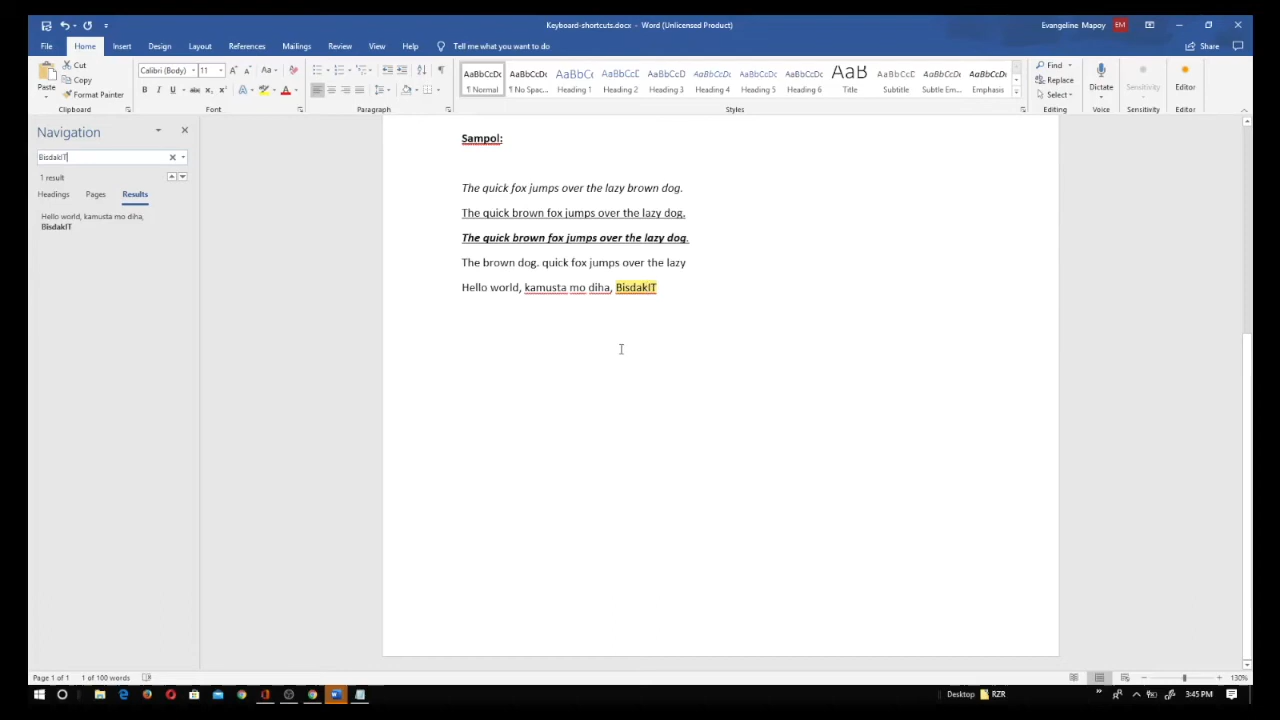 Keyboard-shortcuts.docx - Word (Unlicensed Product)
Evangeline Mapoy EM
File Home Insert Design Layout References Mailings Review View Help Tell me what you want to do Share
Paste
Cut
Copy
Format Painter
Clipboard
Calibri (Body) 11
Font
Paragraph
AaBbCcDc AaBbCcDc AaBbCc AaBbCcD AaBbCcDc AaBbCcDc AaBbCcDc AaBbCcDc AaB AaBbCcDc AaBbCcDc AaBbCcDc
¶ Normal ¶ No Spac... Heading 1 Heading 2 Heading 3 Heading 4 Heading 5 Heading 6 Title Subtitle Subtle Em... Emphasis
Styles
Find
Replace
Select
Editing
Dictate
Voice
Sensitivity
Sensitivity
Editor
Editor
Navigation
BisdakIT
1 result
Headings Pages Results
Hello world, kamusta mo diha,
BisdakIT
Sampol:
The quick fox jumps over the lazy brown dog.
The quick brown fox jumps over the lazy dog.
The quick brown fox jumps over the lazy dog.
The brown dog. quick fox jumps over the lazy
Hello world, kamusta mo diha, BisdakIT
Page 1 of 1 1 of 100 words
130%
Desktop RZR
3:45 PM